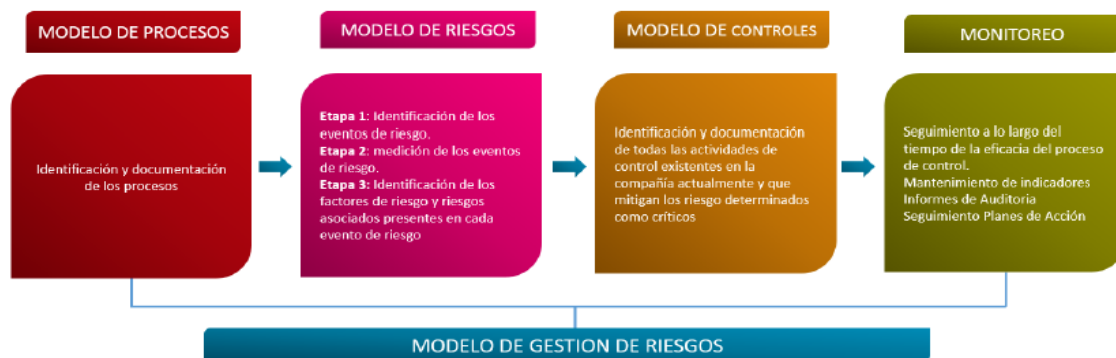 MODELO DE PROCESOS
MODELO DE RIESGOS
MODELO DE CONTROLES
MONITOREO
Identificación y documentación
de los procesos
Etapa 1: Identificación de los
eventos de riesgo.
Etapa 2: medición de los eventos
de riesgo.
Etapa 3: Identificación de los
factores de riesgo y riesgos
asociados presentes en cada
evento de riesgo
Identificación y documentación
de todas las actividades de
control existentes en la
compañía actualmente y que
mitigan los riesgo determinados
como críticos
Seguimiento a lo largo del
tiempo de la eficacia del proceso
de control.
Mantenimiento de indicadores
Informes de Auditoria
Seguimiento Planes de Acción
MODELO DE GESTION DE RIESGOS